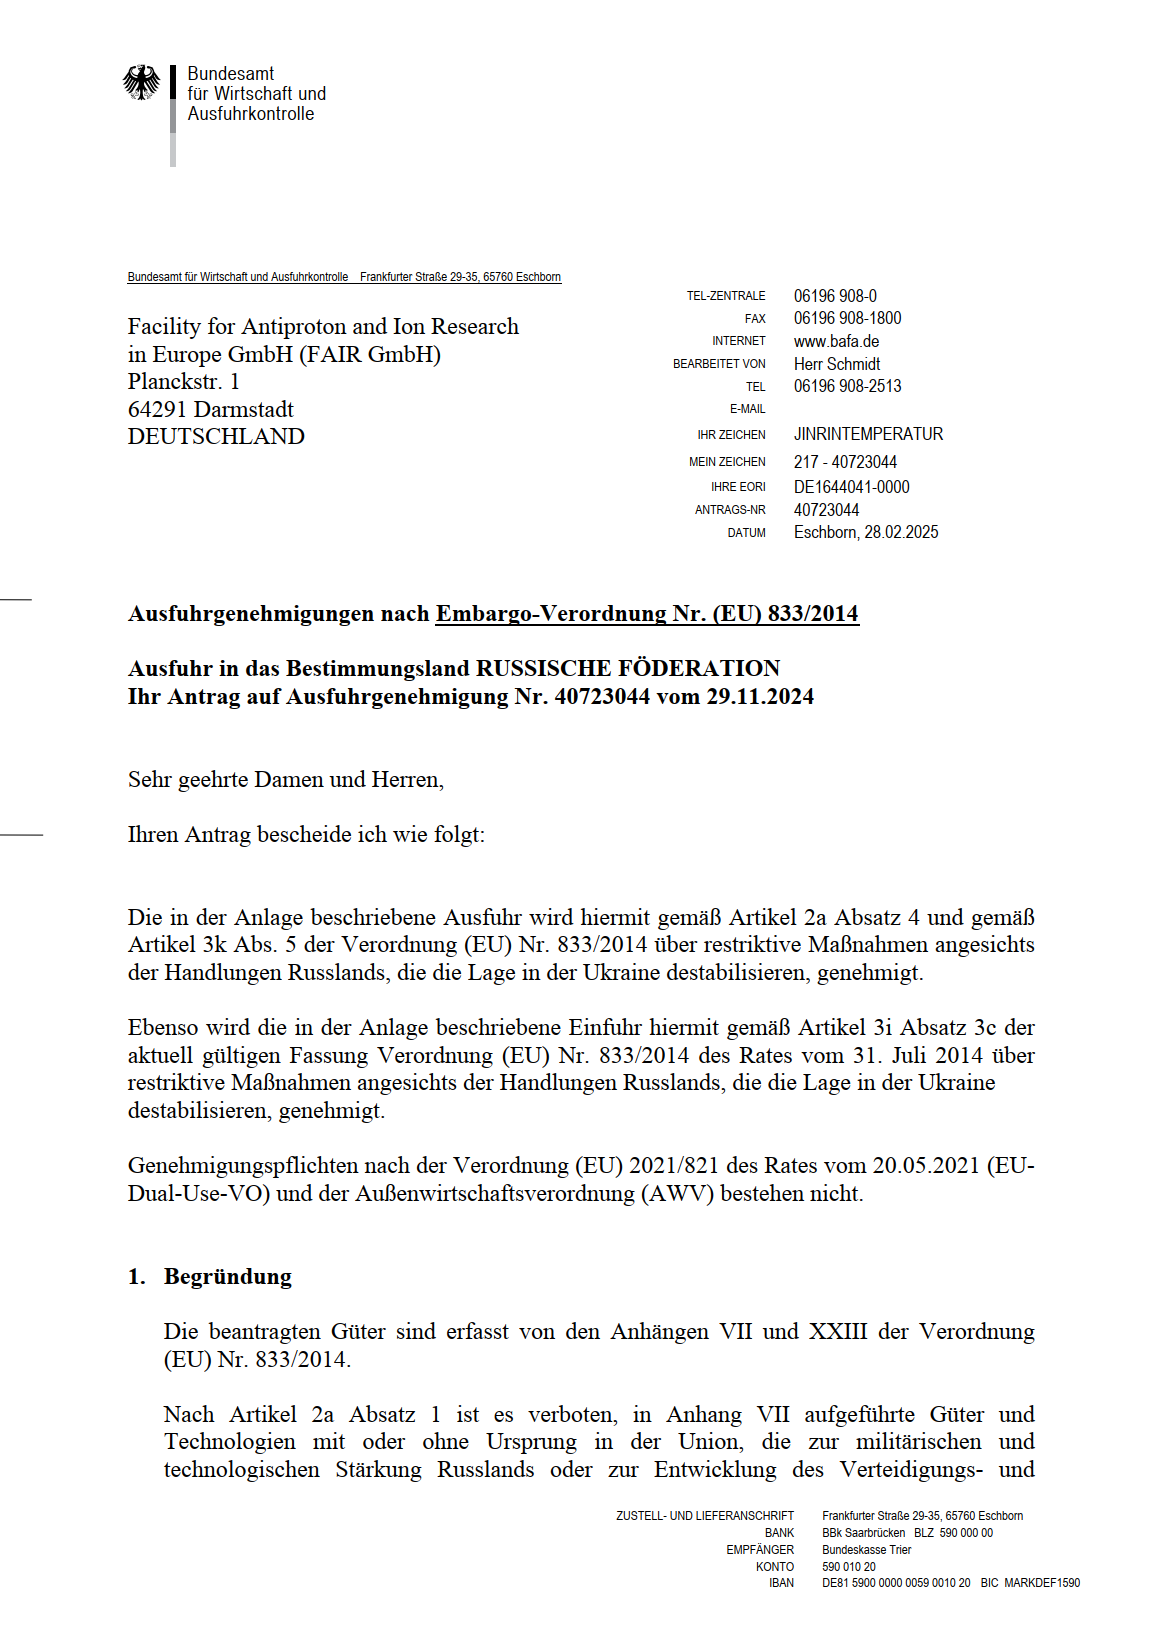 Bundesamt
für Wirtschaft und
Ausfuhrkontrolle
Bundesamt für Wirtschaft und Ausfuhrkontrolle Frankfurter Straße 29-35, 65760 Eschborn
Facility for Antiproton and Ion Research
in Europe GmbH (FAIR GmbH)
Planckstr. 1
64291 Darmstadt
DEUTSCHLAND
TEL-ZENTRALE 06196 908-0
FAX 06196 908-1800
INTERNET www.bafa.de
BEARBEITET VON Herr Schmidt
TEL 06196 908-2513
E-MAIL
IHR ZEICHEN JINRINTEMPERATUR
MEIN ZEICHEN 217 - 40723044
IHRE EORI DE1644041-0000
ANTRAGS-NR 40723044
DATUM Eschborn, 28.02.2025
Ausfuhrgenehmigungen nach Embargo-Verordnung Nr. (EU) 833/2014
Ausfuhr in das Bestimmungsland RUSSISCHE FÖDERATION
Ihr Antrag auf Ausfuhrgenehmigung Nr. 40723044 vom 29.11.2024
Sehr geehrte Damen und Herren,
Ihren Antrag bescheide ich wie folgt:
Die in der Anlage beschriebene Ausfuhr wird hiermit gemäß Artikel 2a Absatz 4 und gemäß
Artikel 3k Abs. 5 der Verordnung (EU) Nr. 833/2014 über restriktive Maßnahmen angesichts
der Handlungen Russlands, die die Lage in der Ukraine destabilisieren, genehmigt.
Ebenso wird die in der Anlage beschriebene Einfuhr hiermit gemäß Artikel 3i Absatz 3c der
aktuell gültigen Fassung Verordnung (EU) Nr. 833/2014 des Rates vom 31. Juli 2014 über
restriktive Maßnahmen angesichts der Handlungen Russlands, die die Lage in der Ukraine
destabilisieren, genehmigt.
Genehmigungspflichten nach der Verordnung (EU) 2021/821 des Rates vom 20.05.2021 (EU-
Dual-Use-VO) und der Außenwirtschaftsverordnung (AWV) bestehen nicht.
1. Begründung
Die beantragten Güter sind erfasst von den Anhängen VII und XXIII der Verordnung
(EU) Nr. 833/2014.
Nach Artikel 2a Absatz 1 ist es verboten, in Anhang VII aufgeführte Güter und
Technologien mit oder ohne Ursprung in der Union, die zur militärischen und
technologischen Stärkung Russlands oder zur Entwicklung des Verteidigungs- und
ZUSTELL- UND LIEFERANSCHRIFT Frankfurter Straße 29-35, 65760 Eschborn
BANK BBk Saarbrücken BLZ 590 000 00
EMPFÄNGER Bundeskasse Trier
KONTO 590 010 20
IBAN DE81 5900 0000 0059 0010 20 BIC MARKDEF1590